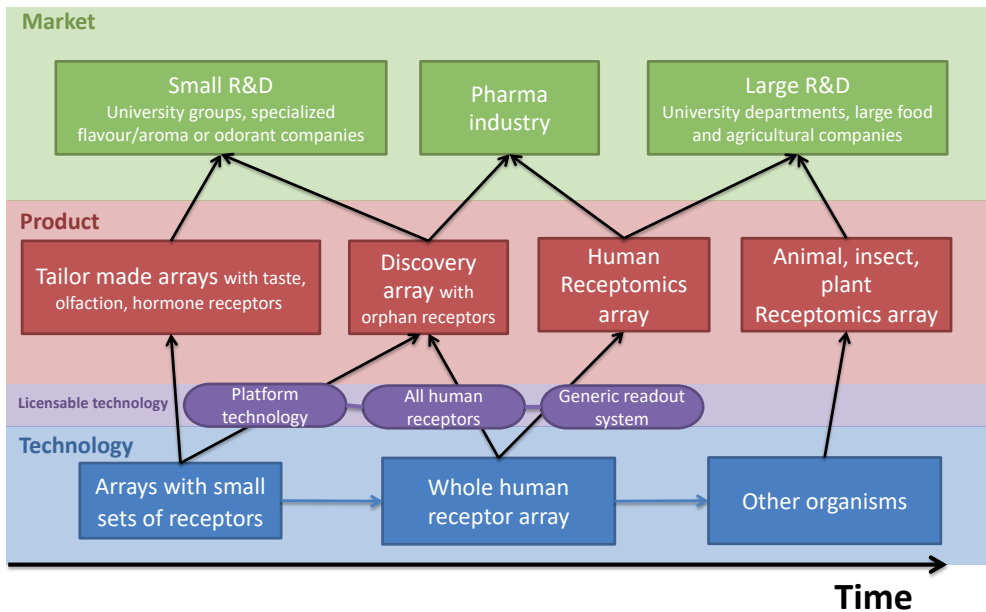 Market
Small R&D
University groups, specialized
flavour/aroma or odorant companies
Pharma
industry
Large R&D
University departments, large food
and agricultural companies
Product
Tailor made arrays with taste,
olfaction, hormone receptors
Discovery
array with
orphan receptors
Human
Receptomics
array
Animal, insect,
plant
Receptomics array
Licensable technology
Platform
technology
All human
receptors
Generic readout
system
Technology
Arrays with small
sets of receptors
Whole human
receptor array
Other organisms
Time